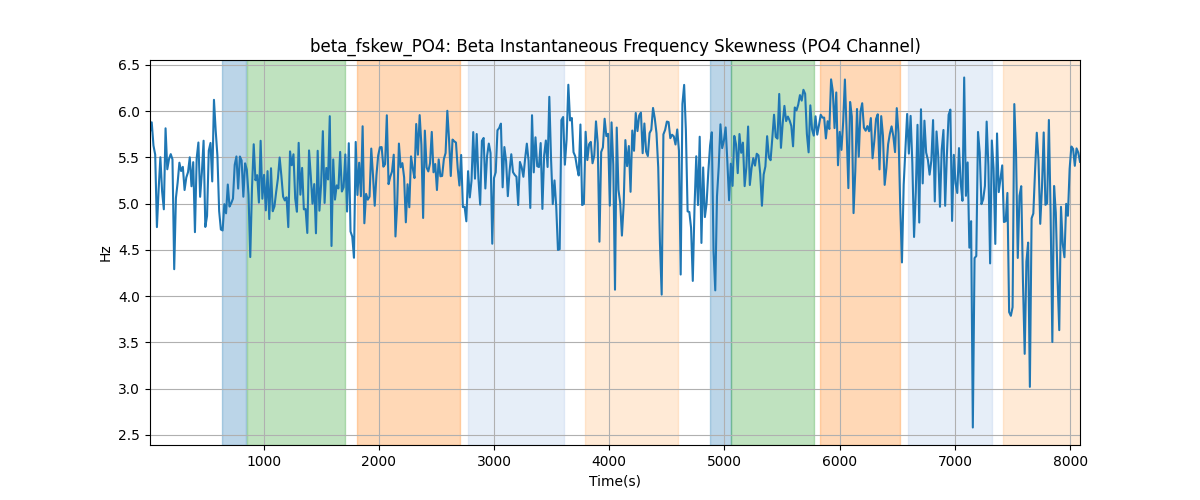 beta_fskew_PO4: Beta Instantaneous Frequency Skewness (PO4 Channel)
6.5
6.0
5.5
5.0
4.5
4.0
3.5
3.0
2.5
Hz
1000 2000 3000 4000 5000 6000 7000 8000
Time(s)